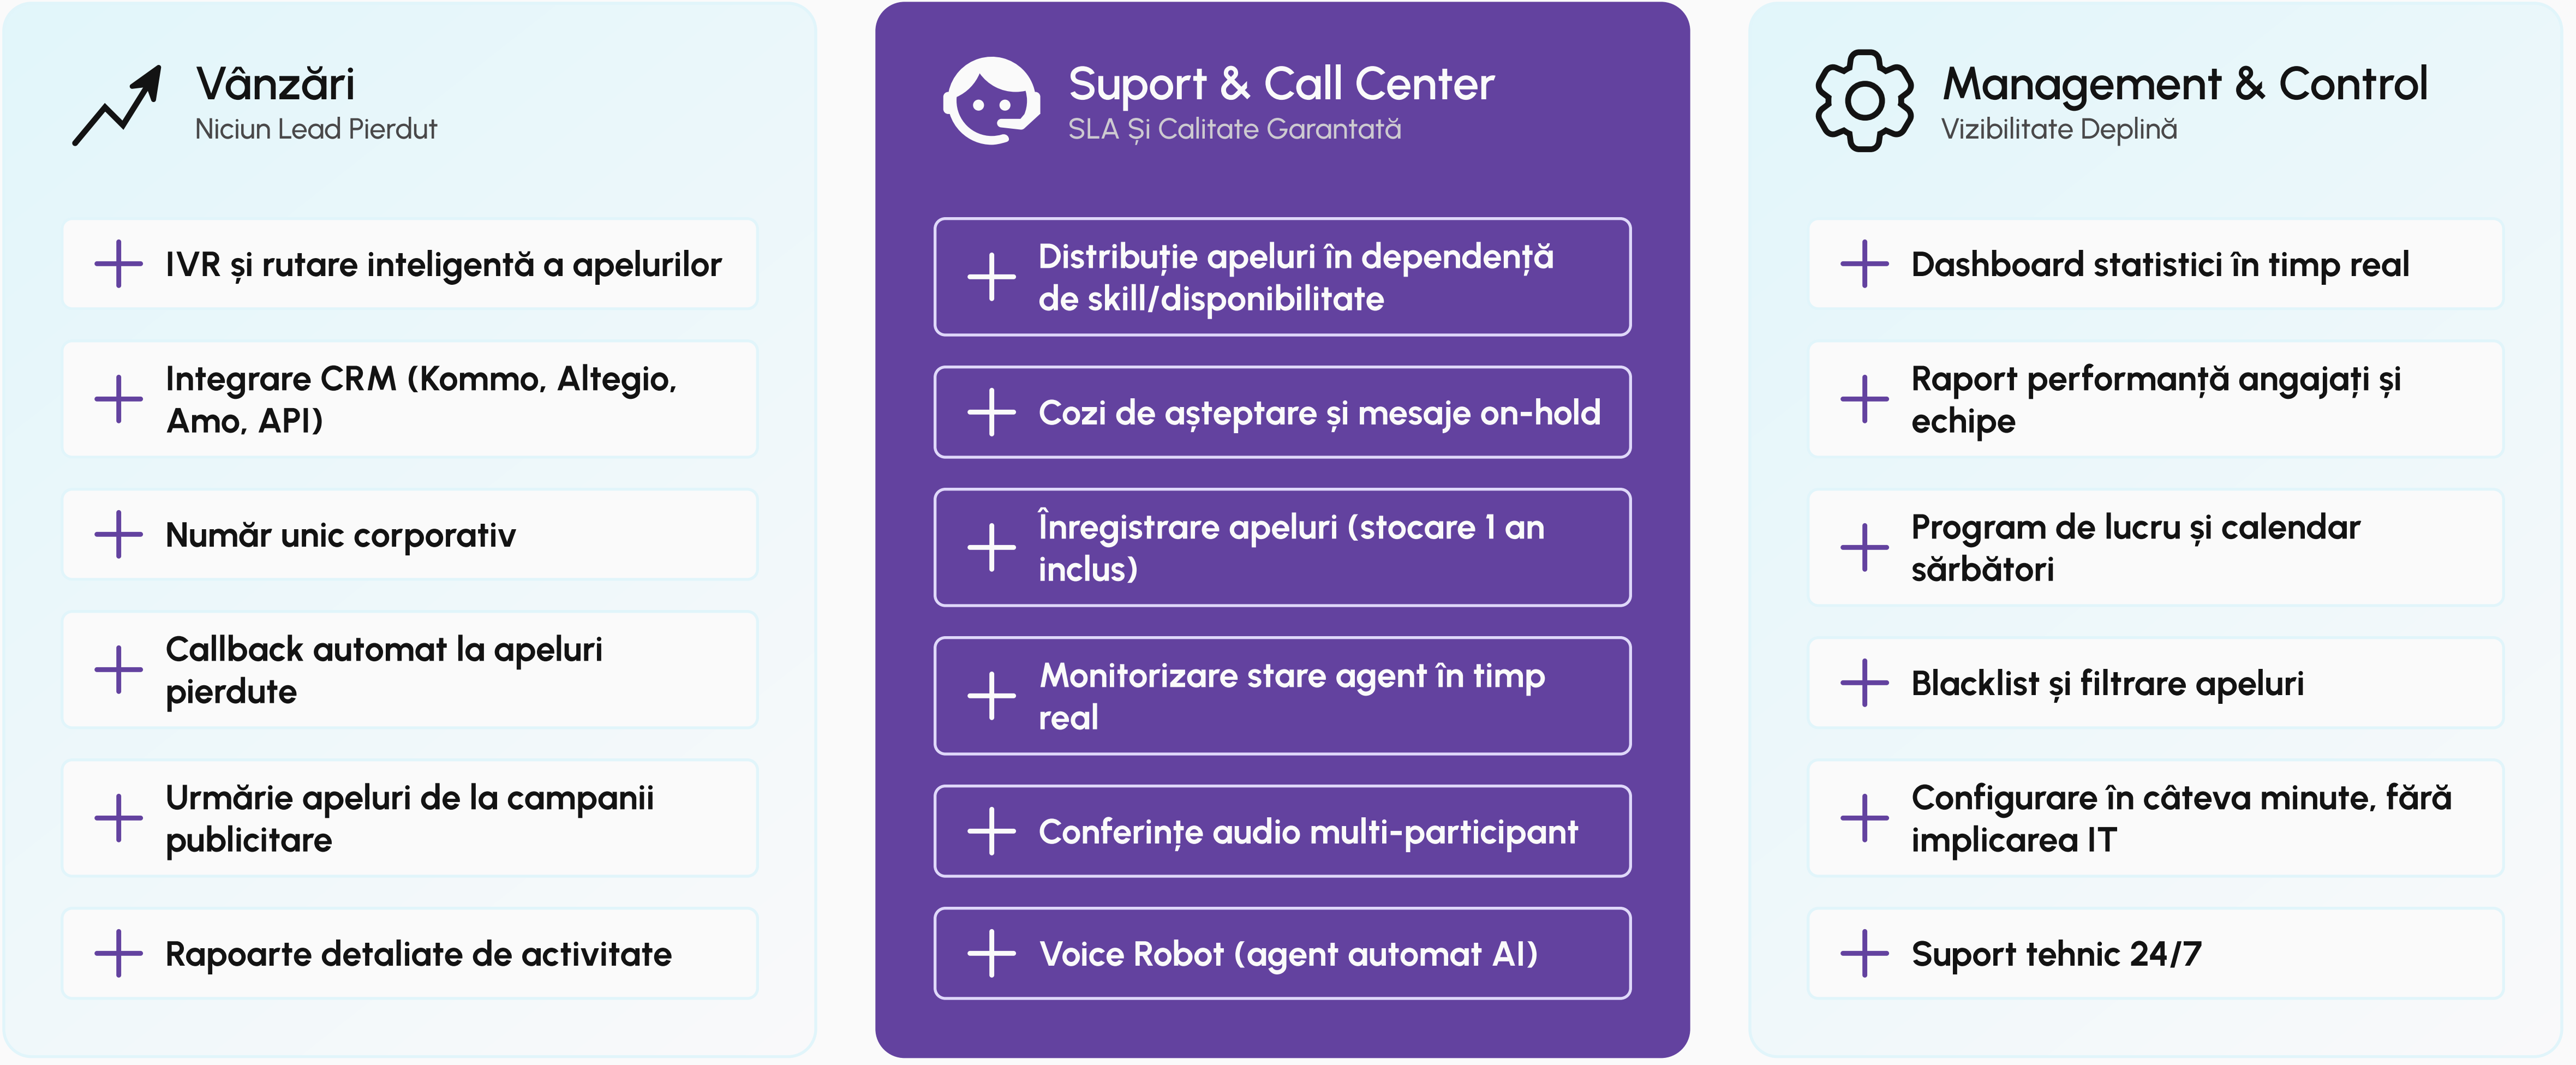 Vânzări
Niciun Lead Pierdut
IVR și rutare inteligentă a apelurilor
Integrare CRM (Kommo, Altegio,
Amo, API)
Număr unic corporativ
Callback automat la apeluri
pierdute
Urmărie apeluri de la campanii
publicitare
Rapoarte detaliate de activitate
Suport & Call Center
SLA Și Calitate Garantată
Distribuție apeluri în dependență
de skill/disponibilitate
Cozi de așteptare și mesaje on-hold
Înregistrare apeluri (stocare 1 an
inclus)
Monitorizare stare agent în timp
real
Conferințe audio multi-participant
Voice Robot (agent automat AI)
Management & Control
Vizibilitate Deplină
Dashboard statistici în timp real
Raport performanță angajați și
echipe
Program de lucru și calendar
sărbători
Blacklist și filtrare apeluri
Configurare în câteva minute, fără
implicarea IT
Suport tehnic 24/7